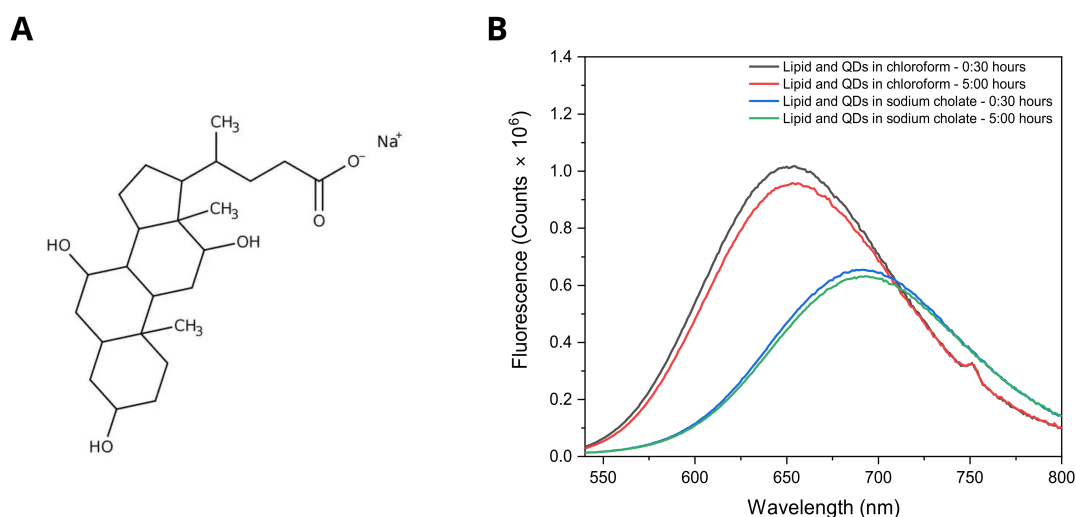 A
CH₃
Na⁺
O⁻
O
CH₃
HO
OH
CH₃
HO
B
Fluorescence (Counts × 10⁶)
1.4
1.2
1.0
0.8
0.6
0.4
0.2
0.0
Lipid and QDs in chloroform - 0:30 hours
Lipid and QDs in chloroform - 5:00 hours
Lipid and QDs in sodium cholate - 0:30 hours
Lipid and QDs in sodium cholate - 5:00 hours
550 600 650 700 750 800
Wavelength (nm)